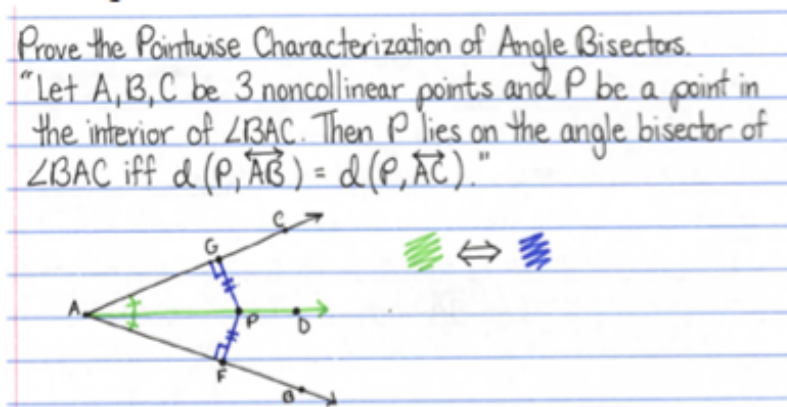 Prove the Pointwise Characterization of Angle Bisectors.
"Let A, B, C be 3 noncollinear points and P be a point in
the interior of ∠BAC. Then P lies on the angle bisector of
∠BAC iff d(P, AB) = d(P, AC)."
C
G
⇔
A
P
D
F
B